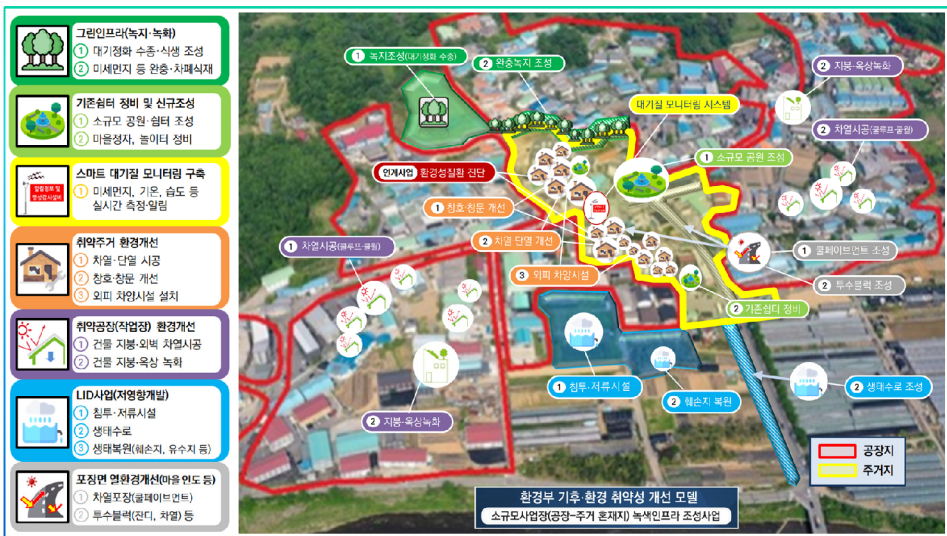 그린인프라(녹지·녹화)
① 대기정화 수종·식생 조성
② 미세먼지 등 완충·차폐식재
기존쉼터 정비 및 신규조성
① 소규모 공원·쉼터 조성
② 마을정자, 놀이터 정비
스마트 대기질 모니터링 구축
① 미세먼지, 기온, 습도 등
실시간 측정·알림
취약주거 환경개선
① 차열·단열 시공
② 창호·창문 개선
③ 외피 차양시설 설치
취약공장(작업장) 환경개선
① 건물 지붕·외벽 차열시공
② 건물 지붕·옥상 녹화
LID사업(저영향개발)
① 침투·저류시설
② 생태수로
③ 생태복원(훼손지, 유수지 등)
포장면 열환경개선(마을 안도 등)
① 차열포장(쿨페이브먼트)
② 투수블럭(잔디, 차열) 등
① 녹지조성(대기정화 수종)
② 완충녹지 조성
대기질 모니터링 시스템
② 지붕·옥상녹화
② 차열시공(쿨루프·쿨월)
① 소규모 공원 조성
연계사업 환경성질환 진단
① 창호·창문 개선
② 차열·단열 개선
③ 외피 차양시설
① 차열시공(쿨루프·쿨월)
① 쿨페이브먼트 조성
② 투수블럭 조성
② 기존쉼터 정비
① 침투·저류시설
② 훼손지 복원
② 생태수로 조성
② 지붕·옥상녹화
공장지
주거지
환경부 기후·환경 취약성 개선 모델
소규모사업장(공장-주거 혼재지) 녹색인프라 조성사업